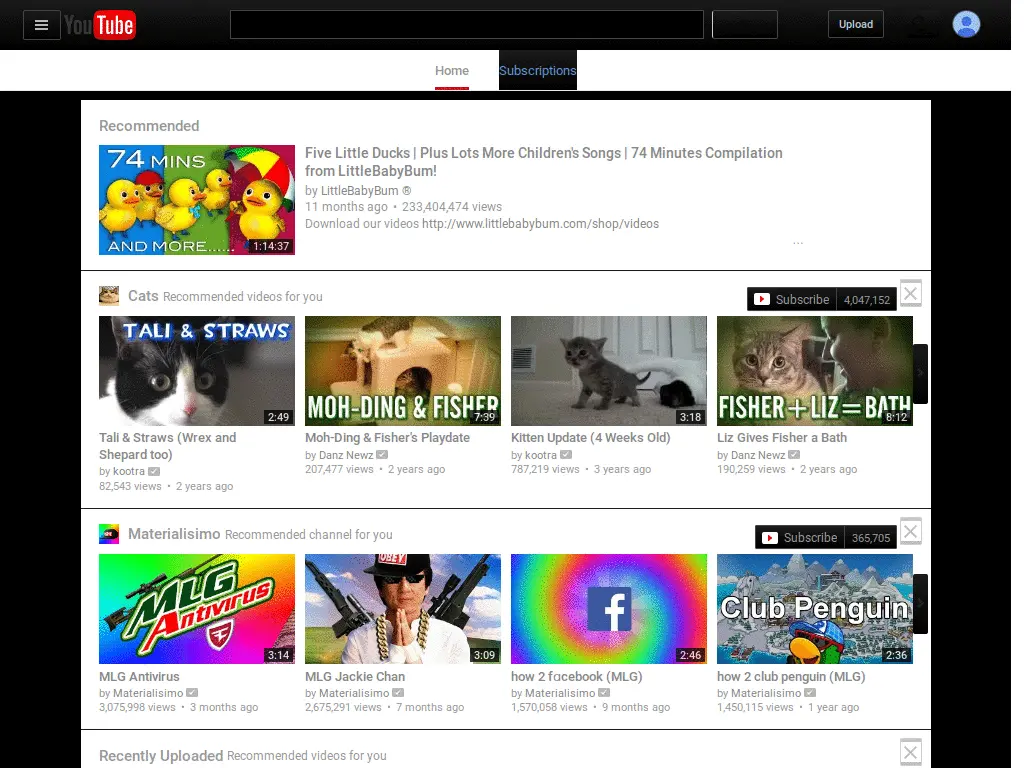 YouTube
Upload
Home
Subscriptions
Recommended
74 MINS
AND MORE......
1:14:37
Five Little Ducks | Plus Lots More Children's Songs | 74 Minutes Compilation
from LittleBabyBum!
by LittleBabyBum ®
11 months ago • 233,404,474 views
Download our videos http://www.littlebabybum.com/shop/videos
...
Cats Recommended videos for you
Subscribe 4,047,152
TALI & STRAWS
2:49
MOH-DING & FISHER
7:39
3:18
FISHER+LIZ=BATH
8:12
Tali & Straws (Wrex and
Shepard too)
by kootra
82,543 views • 2 years ago
Moh-Ding & Fisher's Playdate
by Danz Newz
207,477 views • 2 years ago
Kitten Update (4 Weeks Old)
by kootra
787,219 views • 3 years ago
Liz Gives Fisher a Bath
by Danz Newz
190,259 views • 2 years ago
Materialisimo Recommended channel for you
Subscribe 365,705
MLG
Antivirus
3:14
OBEY
3:09
f
2:46
Club Penguin
2:36
MLG Antivirus
by Materialisimo
3,075,998 views • 3 months ago
MLG Jackie Chan
by Materialisimo
2,675,291 views • 7 months ago
how 2 fɑcebook (MLG)
by Materialisimo
1,570,058 views • 9 months ago
how 2 club penguin (MLG)
by Materialisimo
1,450,115 views • 1 year ago
Recently Uploaded Recommended videos for you